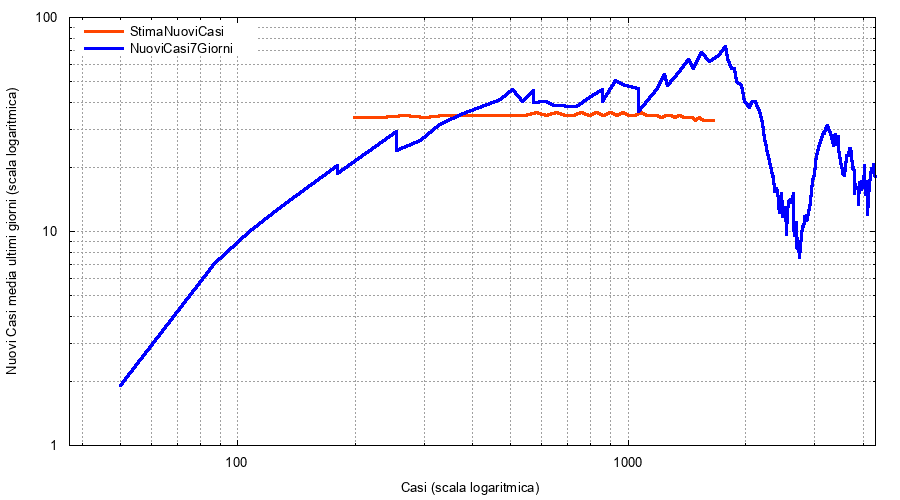 100
StimaNuoviCasi
NuoviCasi7Giorni
10
1
Nuovi Casi media ultimi giorni (scala logaritmica)
100
1000
Casi (scala logaritmica)